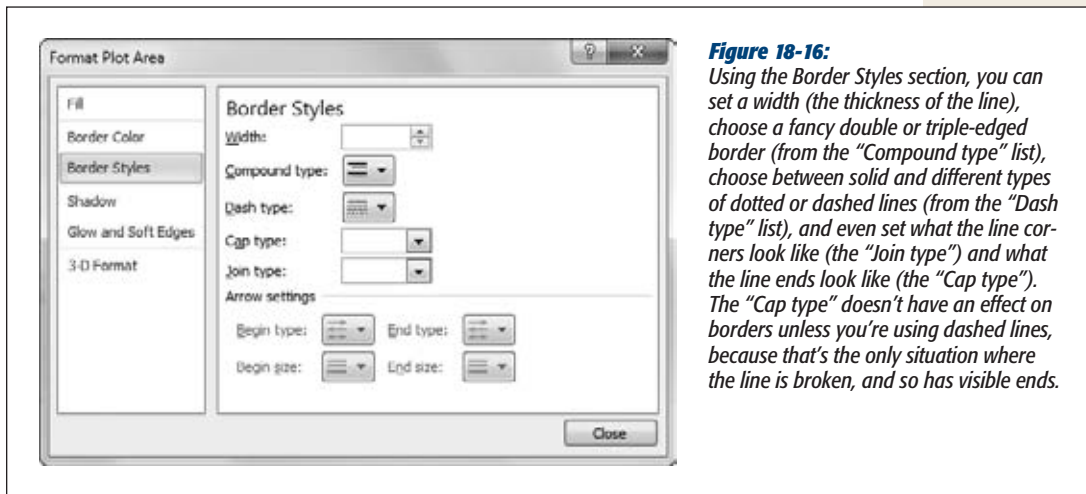 Format Plot Area
Fill
Border Color
Border Styles
Shadow
Glow and Soft Edges
3-D Format
Border Styles
Width:
Compound type:
Dash type:
Cap type:
Join type:
Arrow settings
Begin type:
End type:
Begin size:
End size:
Close
Figure 18-16:
Using the Border Styles section, you can
set a width (the thickness of the line),
choose a fancy double or triple-edged
border (from the “Compound type” list),
choose between solid and different types
of dotted or dashed lines (from the “Dash
type” list), and even set what the line cor-
ners look like (the “Join type”) and what
the line ends look like (the “Cap type”).
The “Cap type” doesn’t have an effect on
borders unless you’re using dashed lines,
because that’s the only situation where
the line is broken, and so has visible ends.